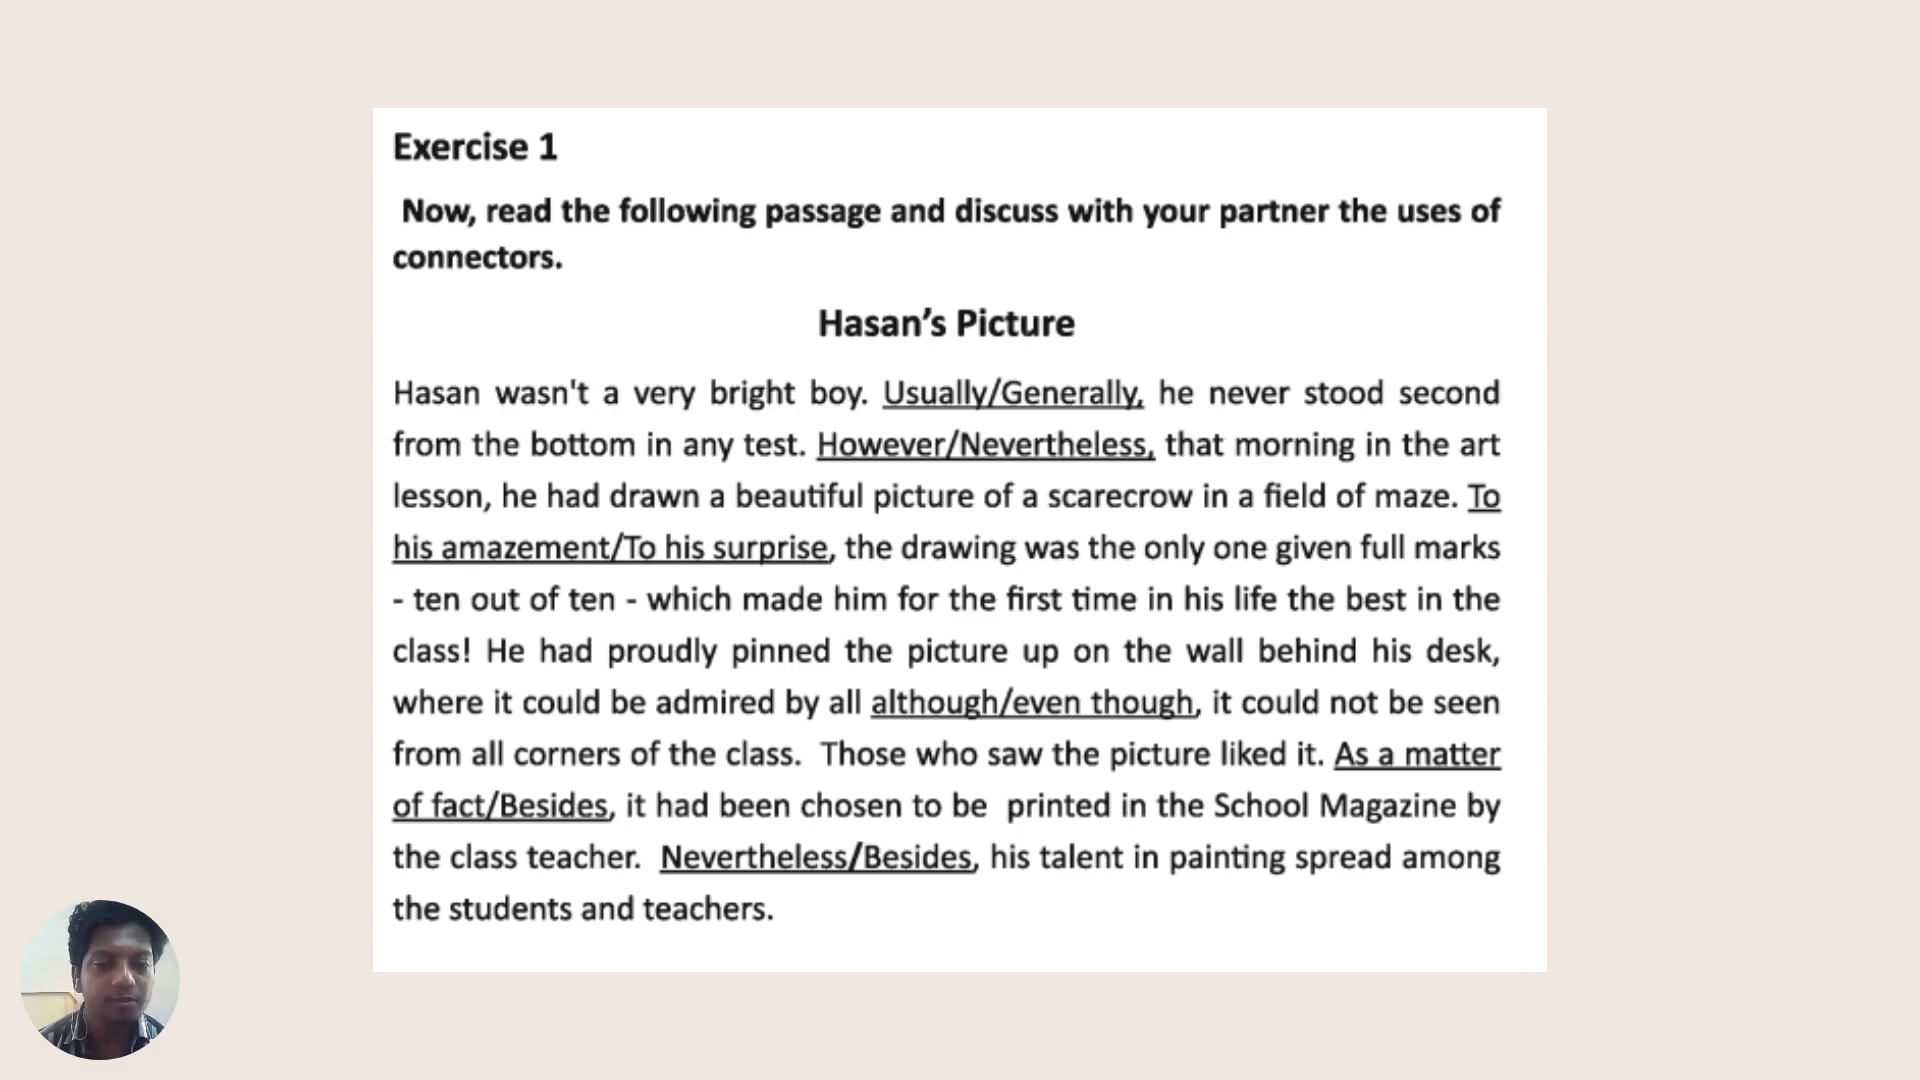 Exercise 1
Now, read the following passage and discuss with your partner the uses of
connectors.
Hasan’s Picture
Hasan wasn't a very bright boy. Usually/Generally, he never stood second
from the bottom in any test. However/Nevertheless, that morning in the art
lesson, he had drawn a beautiful picture of a scarecrow in a field of maze. To
his amazement/To his surprise, the drawing was the only one given full marks
- ten out of ten - which made him for the first time in his life the best in the
class! He had proudly pinned the picture up on the wall behind his desk,
where it could be admired by all although/even though, it could not be seen
from all corners of the class. Those who saw the picture liked it. As a matter
of fact/Besides, it had been chosen to be printed in the School Magazine by
the class teacher. Nevertheless/Besides, his talent in painting spread among
the students and teachers.